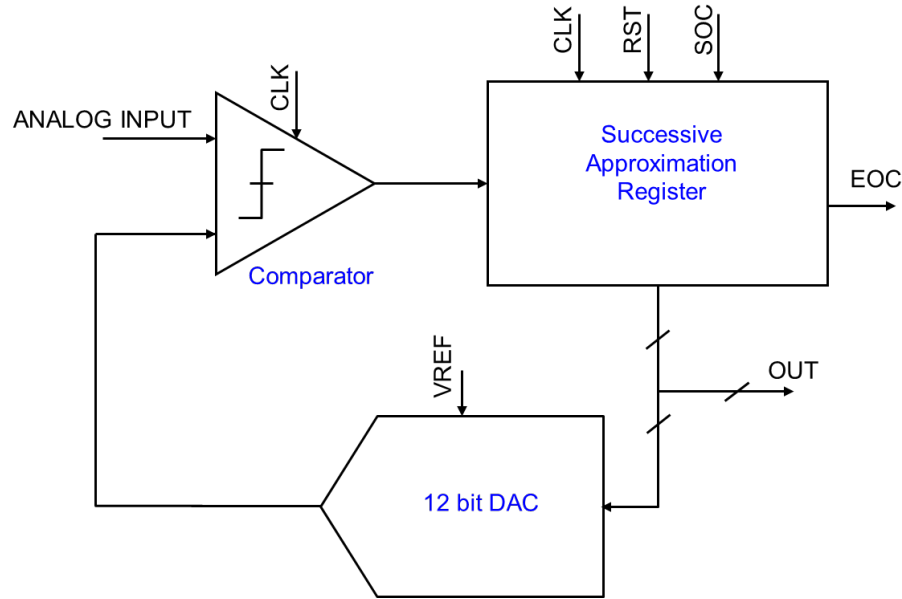 CLK
RST
SOC
CLK
ANALOG INPUT
Successive
Approximation
Register
EOC
Comparator
VREF
OUT
12 bit DAC